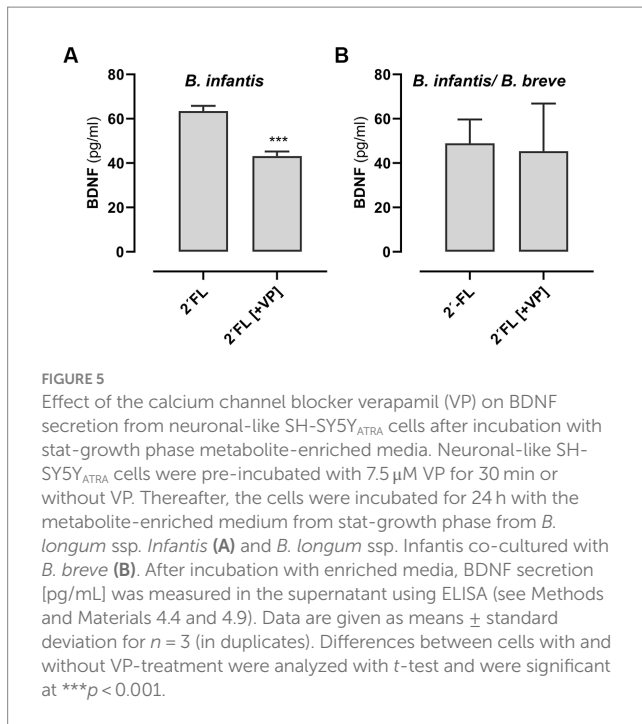 A
B. infantis
BDNF (pg/ml)
80
60
40
20
0
***
2´FL
2´FL [+VP]
B
B. infantis/ B. breve
BDNF (pg/ml)
80
60
40
20
0
2´-FL
2´FL [+VP]
FIGURE 5
Effect of the calcium channel blocker verapamil (VP) on BDNF
secretion from neuronal-like SH-SY5YATRA cells after incubation with
stat-growth phase metabolite-enriched media. Neuronal-like SH-
SY5YATRA cells were pre-incubated with 7.5 μM VP for 30 min or
without VP. Thereafter, the cells were incubated for 24 h with the
metabolite-enriched medium from stat-growth phase from B.
longum ssp. Infantis (A) and B. longum ssp. Infantis co-cultured with
B. breve (B). After incubation with enriched media, BDNF secretion
[pg/mL] was measured in the supernatant using ELISA (see Methods
and Materials 4.4 and 4.9). Data are given as means ± standard
deviation for n = 3 (in duplicates). Differences between cells with and
without VP-treatment were analyzed with t-test and were significant
at ***p < 0.001.